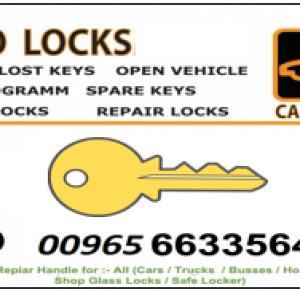 LOCKS
LOST KEYS OPEN VEHICLE
SPARE KEYS
REPAIR LOCKS
CA
00965 6633564
Repiar Handle for :- All (Cars / Trucks / Busses / Ho
Shop Glass Locks / Safe Locker)